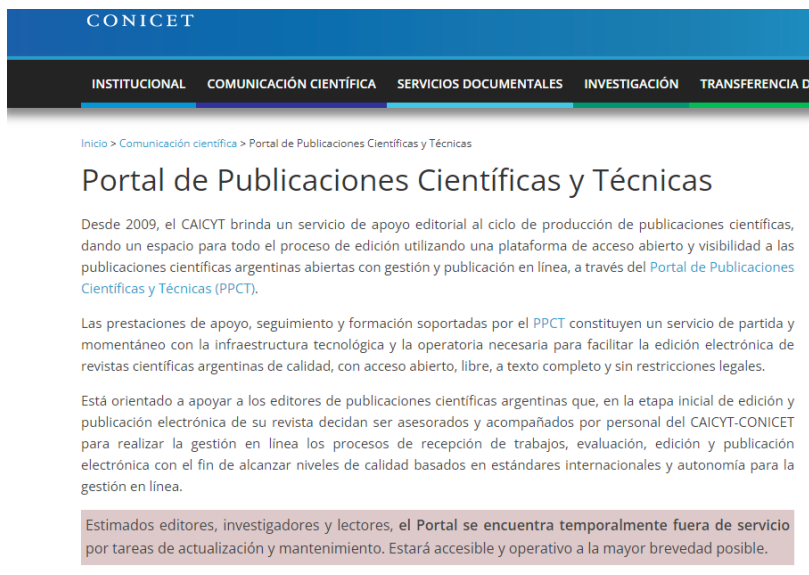 CONICET
INSTITUCIONAL COMUNICACIÓN CIENTÍFICA SERVICIOS DOCUMENTALES INVESTIGACIÓN TRANSFERENCIA D
Inicio > Comunicación científica > Portal de Publicaciones Científicas y Técnicas
Portal de Publicaciones Científicas y Técnicas
Desde 2009, el CAICYT brinda un servicio de apoyo editorial al ciclo de producción de publicaciones científicas,
dando un espacio para todo el proceso de edición utilizando una plataforma de acceso abierto y visibilidad a las
publicaciones científicas argentinas abiertas con gestión y publicación en línea, a través del Portal de Publicaciones
Científicas y Técnicas (PPCT).
Las prestaciones de apoyo, seguimiento y formación soportadas por el PPCT constituyen un servicio de partida y
momentáneo con la infraestructura tecnológica y la operatoria necesaria para facilitar la edición electrónica de
revistas científicas argentinas de calidad, con acceso abierto, libre, a texto completo y sin restricciones legales.
Está orientado a apoyar a los editores de publicaciones científicas argentinas que, en la etapa inicial de edición y
publicación electrónica de su revista decidan ser asesorados y acompañados por personal del CAICYT-CONICET
para realizar la gestión en línea los procesos de recepción de trabajos, evaluación, edición y publicación
electrónica con el fin de alcanzar niveles de calidad basados en estándares internacionales y autonomía para la
gestión en línea.
Estimados editores, investigadores y lectores, el Portal se encuentra temporalmente fuera de servicio
por tareas de actualización y mantenimiento. Estará accesible y operativo a la mayor brevedad posible.